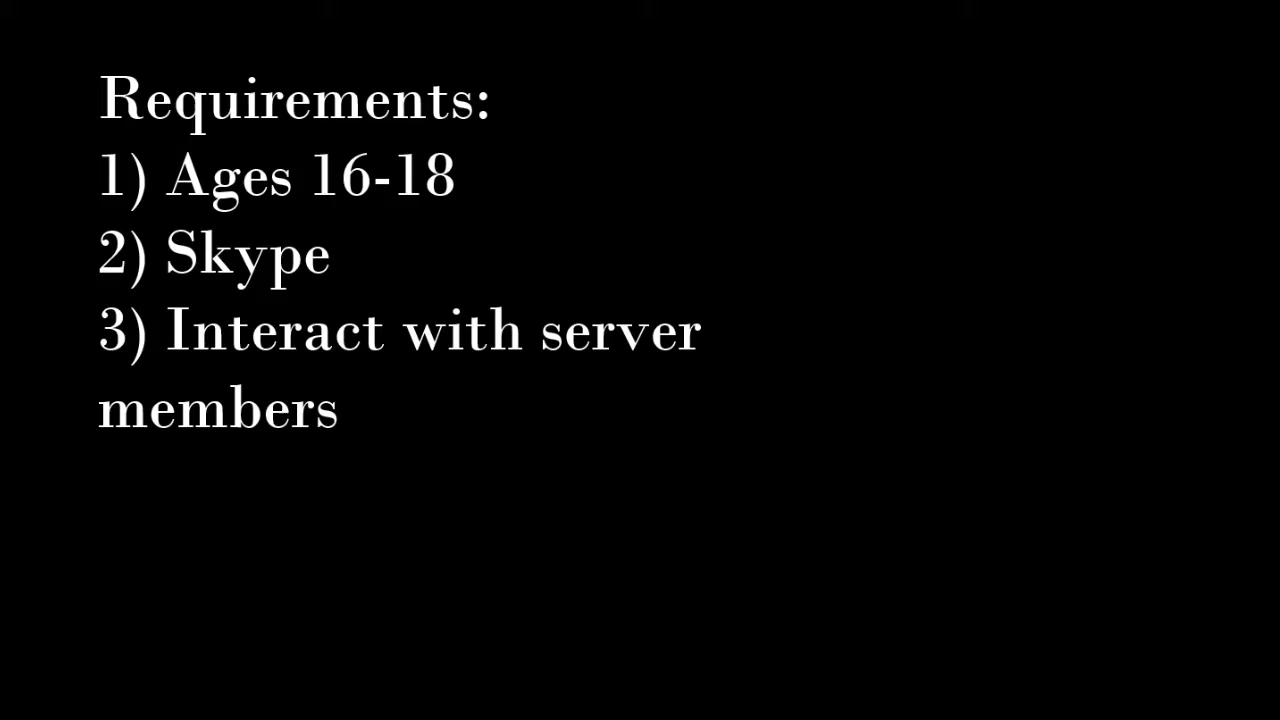 Requirements:
1) Ages 16-18
2) Skype
3) Interact with server
members